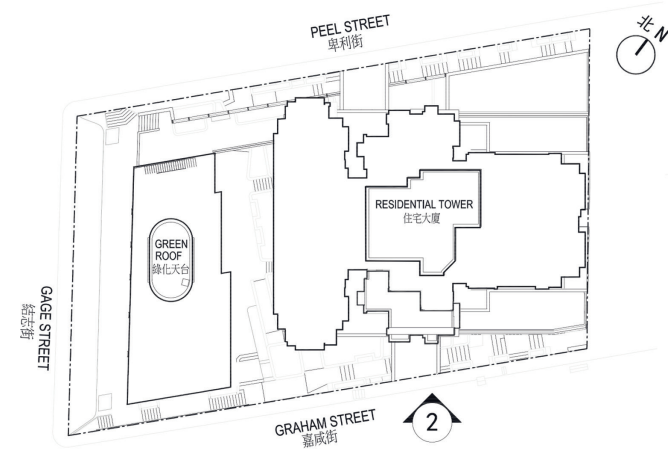 PEEL STREET
卑利街
北 N
RESIDENTIAL TOWER
住宅大廈
GREEN
ROOF
綠化天台
GAGE STREET
結志街
GRAHAM STREET
嘉咸街
2